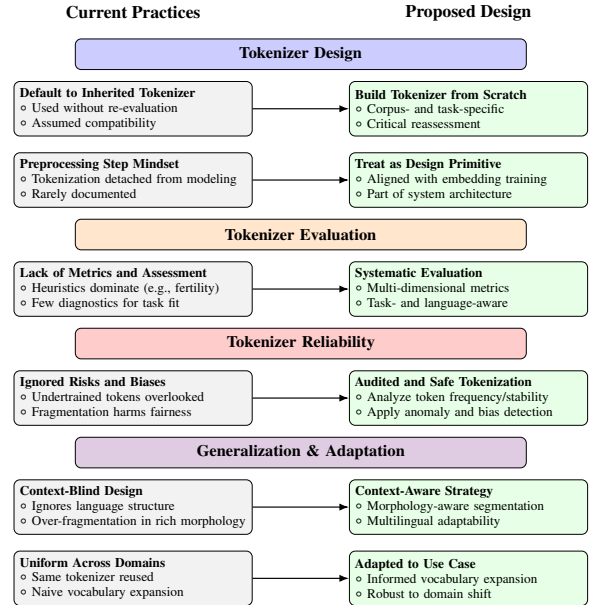 Current Practices
Proposed Design
Tokenizer Design
Default to Inherited Tokenizer
Used without re-evaluation
Assumed compatibility
Build Tokenizer from Scratch
Corpus- and task-specific
Critical reassessment
Preprocessing Step Mindset
Tokenization detached from modeling
Rarely documented
Treat as Design Primitive
Aligned with embedding training
Part of system architecture
Tokenizer Evaluation
Lack of Metrics and Assessment
Heuristics dominate (e.g., fertility)
Few diagnostics for task fit
Systematic Evaluation
Multi-dimensional metrics
Task- and language-aware
Tokenizer Reliability
Ignored Risks and Biases
Undertrained tokens overlooked
Fragmentation harms fairness
Audited and Safe Tokenization
Analyze token frequency/stability
Apply anomaly and bias detection
Generalization & Adaptation
Context-Blind Design
Ignores language structure
Over-fragmentation in rich morphology
Context-Aware Strategy
Morphology-aware segmentation
Multilingual adaptability
Uniform Across Domains
Same tokenizer reused
Naive vocabulary expansion
Adapted to Use Case
Informed vocabulary expansion
Robust to domain shift